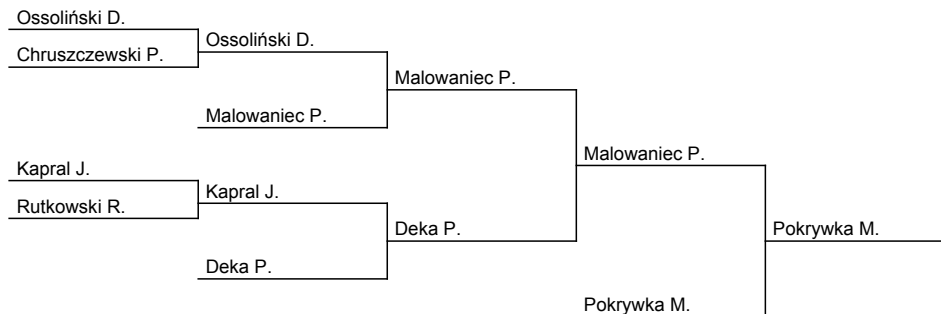 Ossoliński D.
Ossoliński D.
Chruszczewski P.
Malowaniec P.
Malowaniec P.
Malowaniec P.
Kapral J.
Kapral J.
Rutkowski R.
Deka P.
Pokrywka M.
Deka P.
Pokrywka M.